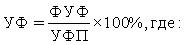 УФ = ФУФ / УФП × 100%, где :